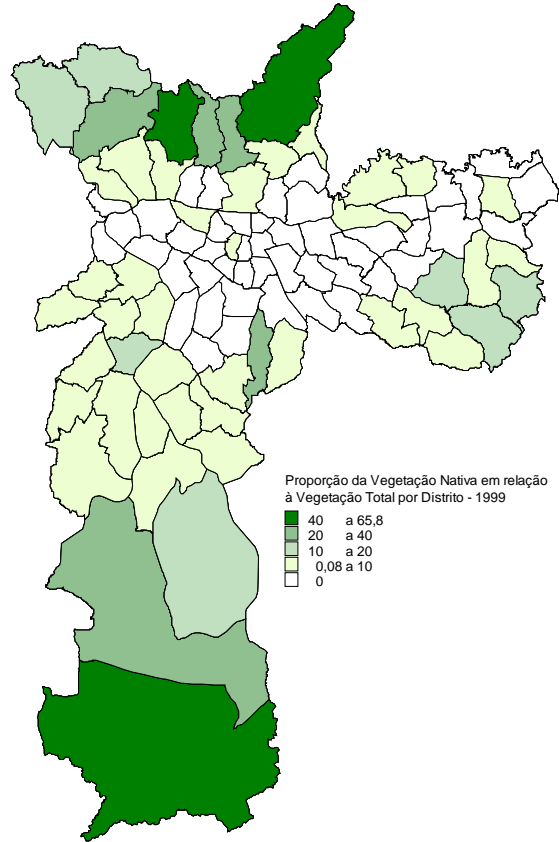 Proporção da Vegetação Nativa em relação
à Vegetação Total por Distrito - 1999
40 a 65,8
20 a 40
10 a 20
0,08 a 10
0